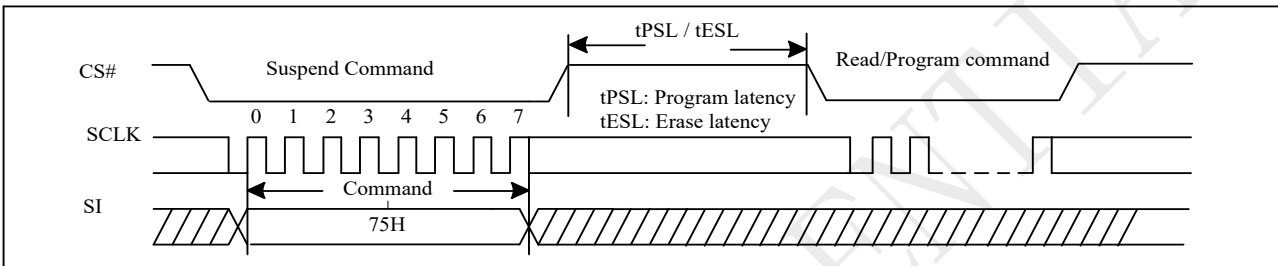 tPSL / tESL
CS#
Suspend Command
Read/Program command
tPSL: Program latency
tESL: Erase latency
0 1 2 3 4 5 6 7
SCLK
Command
SI
75H
ENTIA